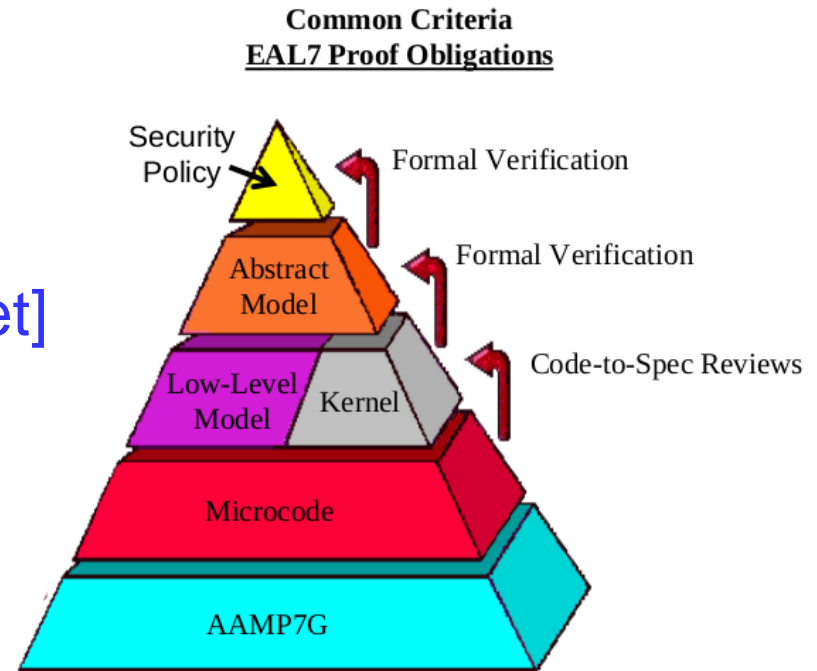 Common Criteria
EAL7 Proof Obligations
Security
Policy
Formal Verification
Formal Verification
Abstract
Model
et]
Code-to-Spec Reviews
Low-Level
Model
Kernel
Microcode
AAMP7G